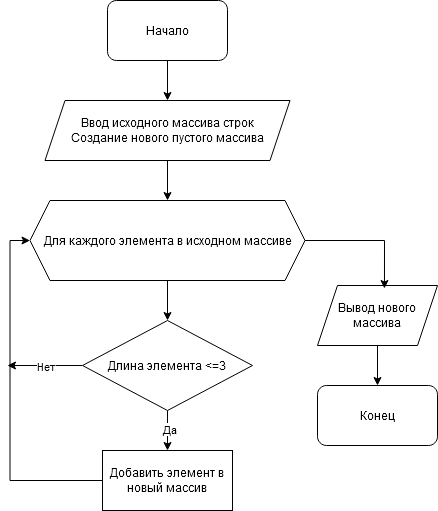 Начало
Ввод исходного массива строк
Создание нового пустого массива
Для каждого элемента в исходном массиве
Длина элемента <=3
Нет
Да
Добавить элемент в
новый массив
Вывод нового
массива
Конец